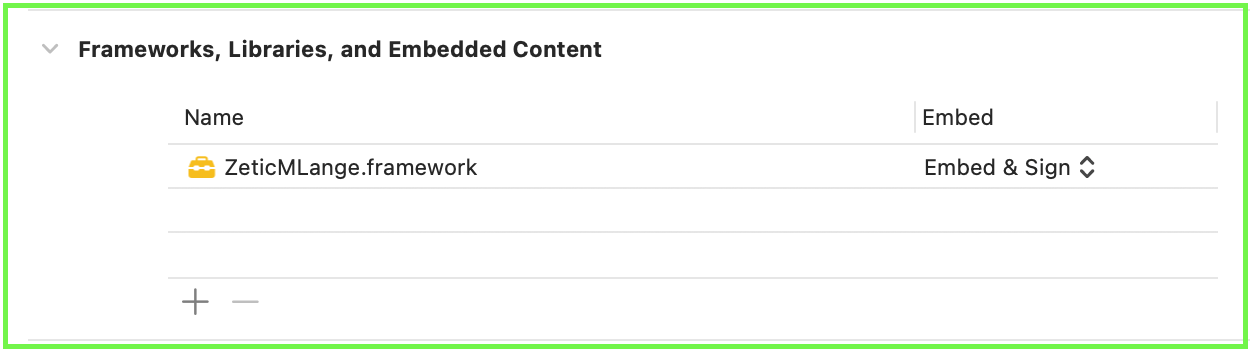 Frameworks, Libraries, and Embedded Content
Name Embed
ZeticMLange.framework Embed & Sign